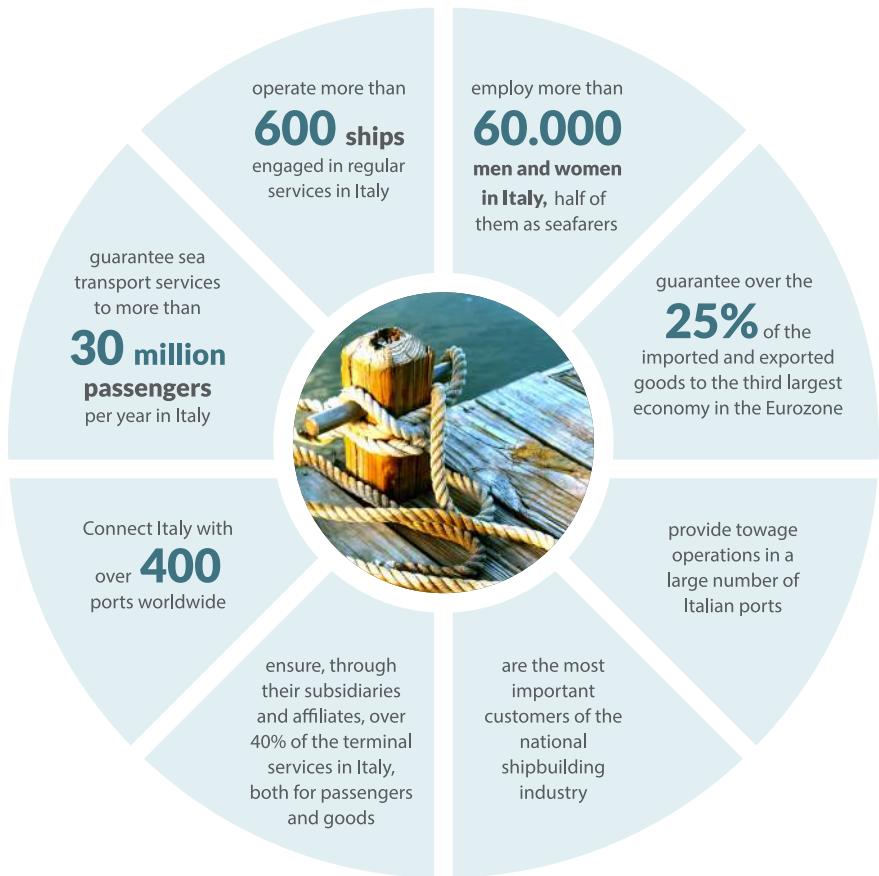 operate more than
600 ships
engaged in regular
services in Italy
employ more than
60.000
men and women
in Italy, half of
them as seafarers
guarantee over the
25% of the
imported and exported
goods to the third largest
economy in the Eurozone
provide towage
operations in a
large number of
Italian ports
are the most
important
customers of the
national
shipbuilding
industry
ensure, through
their subsidiaries
and affiliates, over
40% of the terminal
services in Italy,
both for passengers
and goods
Connect Italy with
over 400
ports worldwide
guarantee sea
transport services
to more than
30 million
passengers
per year in Italy